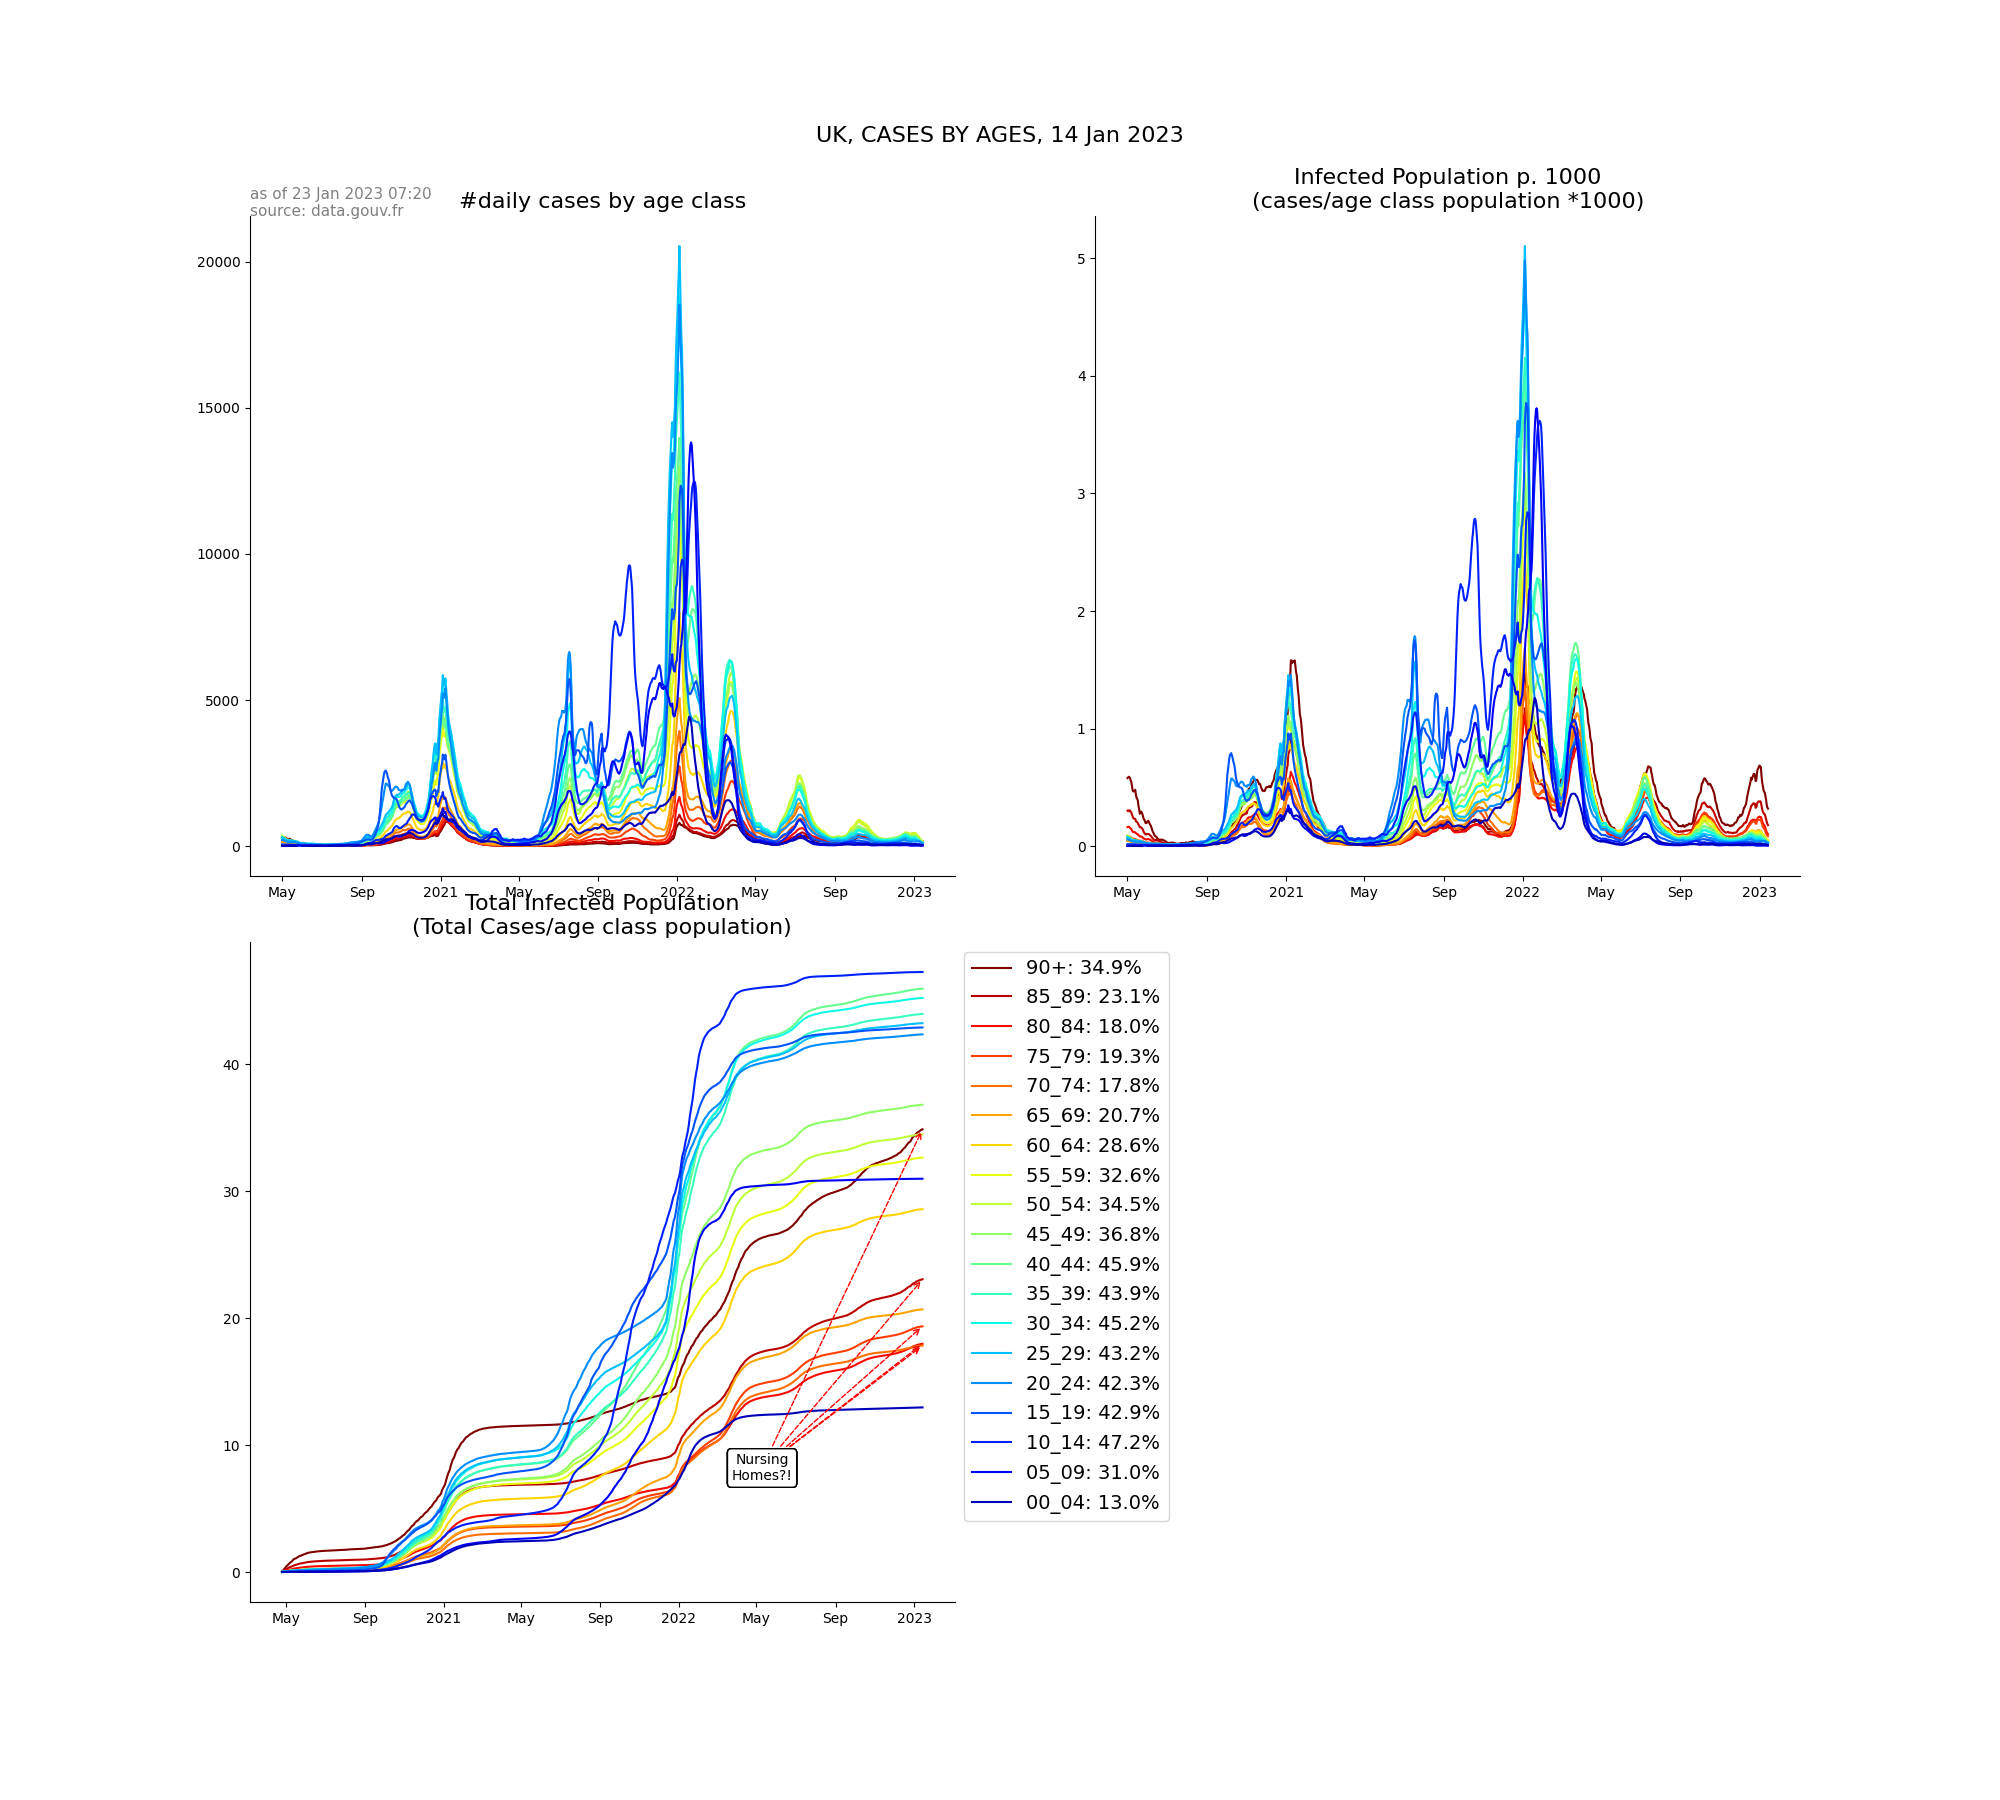 UK, CASES BY AGES, 14 Jan 2023
as of 23 Jan 2023 07:20
source: data.gouv.fr
#daily cases by age class
20000
15000
10000
5000
0
May Sep 2021 May Sep 2022 May Sep 2023
Infected Population p. 1000
(cases/age class population *1000)
5
4
3
2
1
0
May Sep 2021 May Sep 2022 May Sep 2023
Total Infected Population
(Total Cases/age class population)
40
30
20
10
0
May Sep 2021 May Sep 2022 May Sep 2023
Nursing
Homes?!
90+: 34.9%
85_89: 23.1%
80_84: 18.0%
75_79: 19.3%
70_74: 17.8%
65_69: 20.7%
60_64: 28.6%
55_59: 32.6%
50_54: 34.5%
45_49: 36.8%
40_44: 45.9%
35_39: 43.9%
30_34: 45.2%
25_29: 43.2%
20_24: 42.3%
15_19: 42.9%
10_14: 47.2%
05_09: 31.0%
00_04: 13.0%